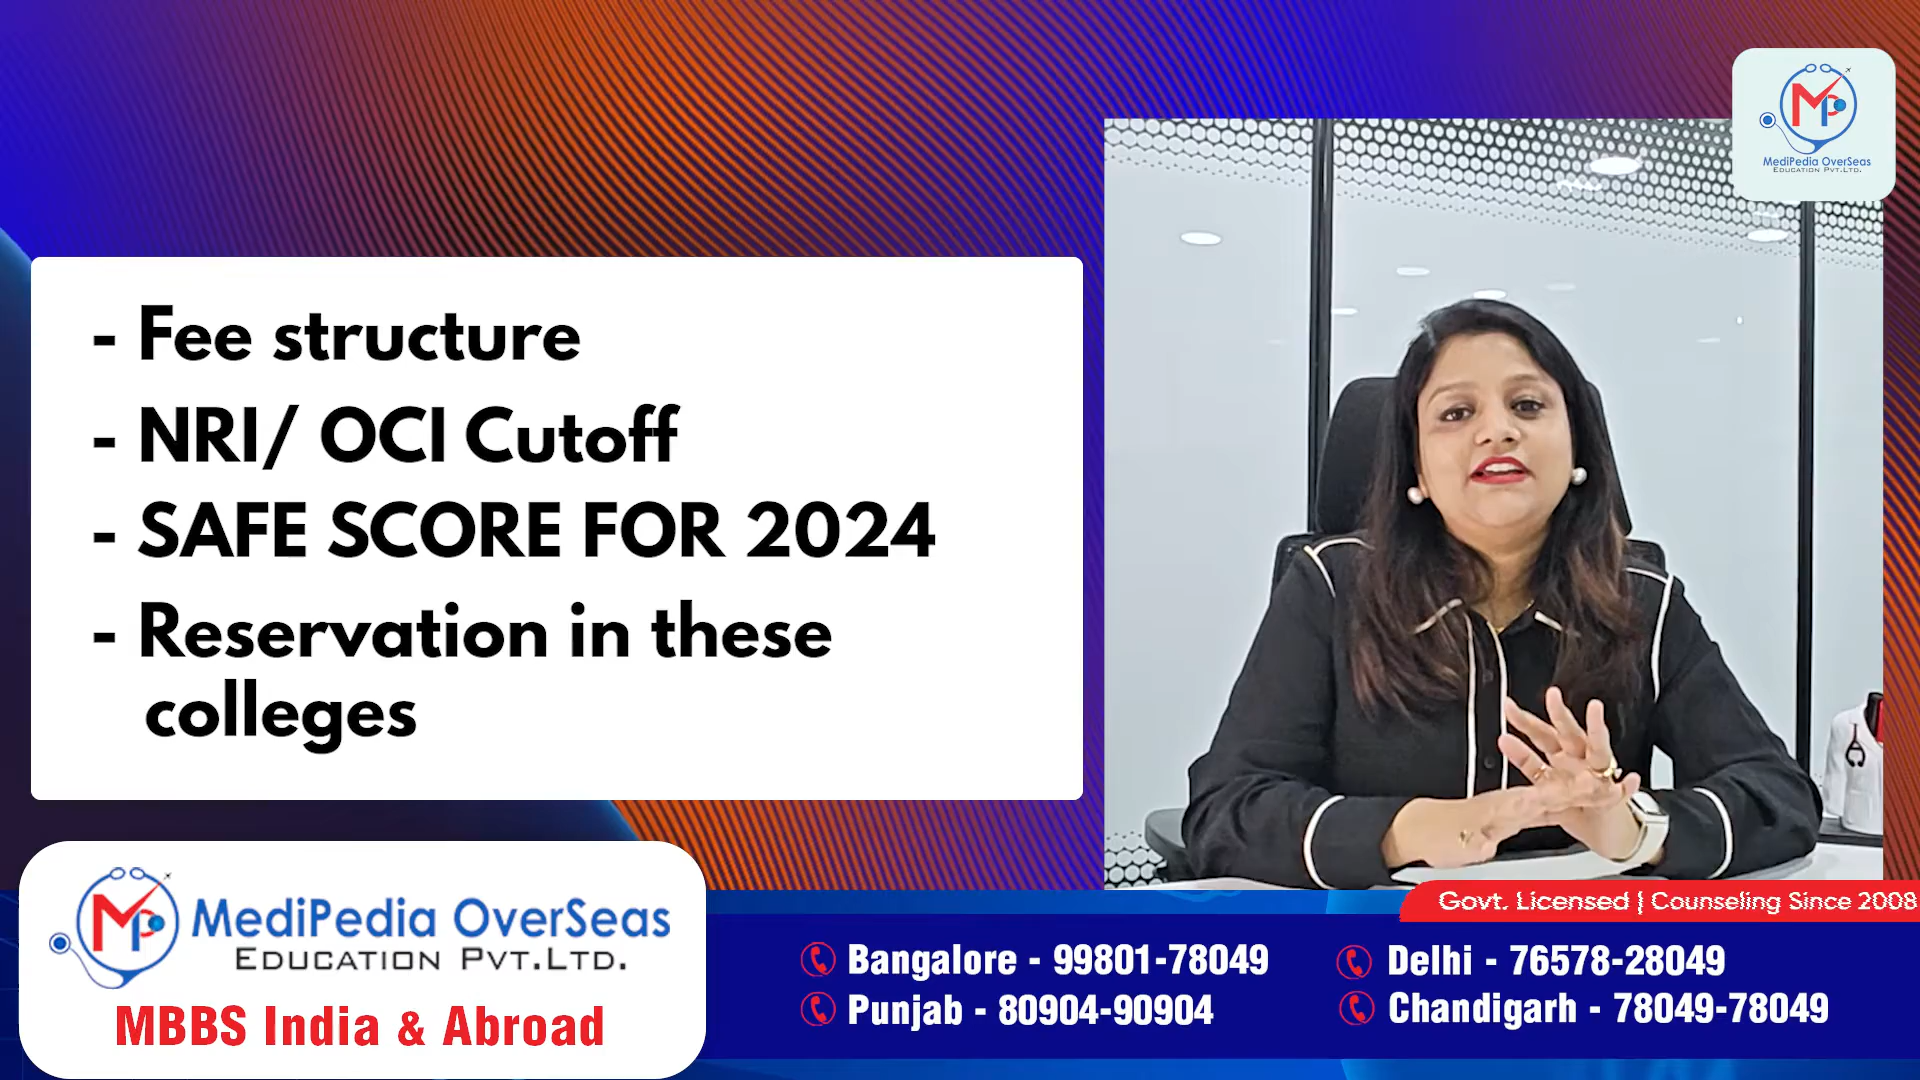 - Fee structure
- NRI/ OCI Cutoff
- SAFE SCORE FOR 2024
- Reservation in these
colleges
MP
MediPedia OverSeas
Education Pvt.Ltd.
MP
MediPedia OverSeas
Education Pvt.Ltd.
MBBS India & Abroad
Govt. Licensed | Counseling Since 2008
Bangalore - 99801-78049
Delhi - 76578-28049
Punjab - 80904-90904
Chandigarh - 78049-78049